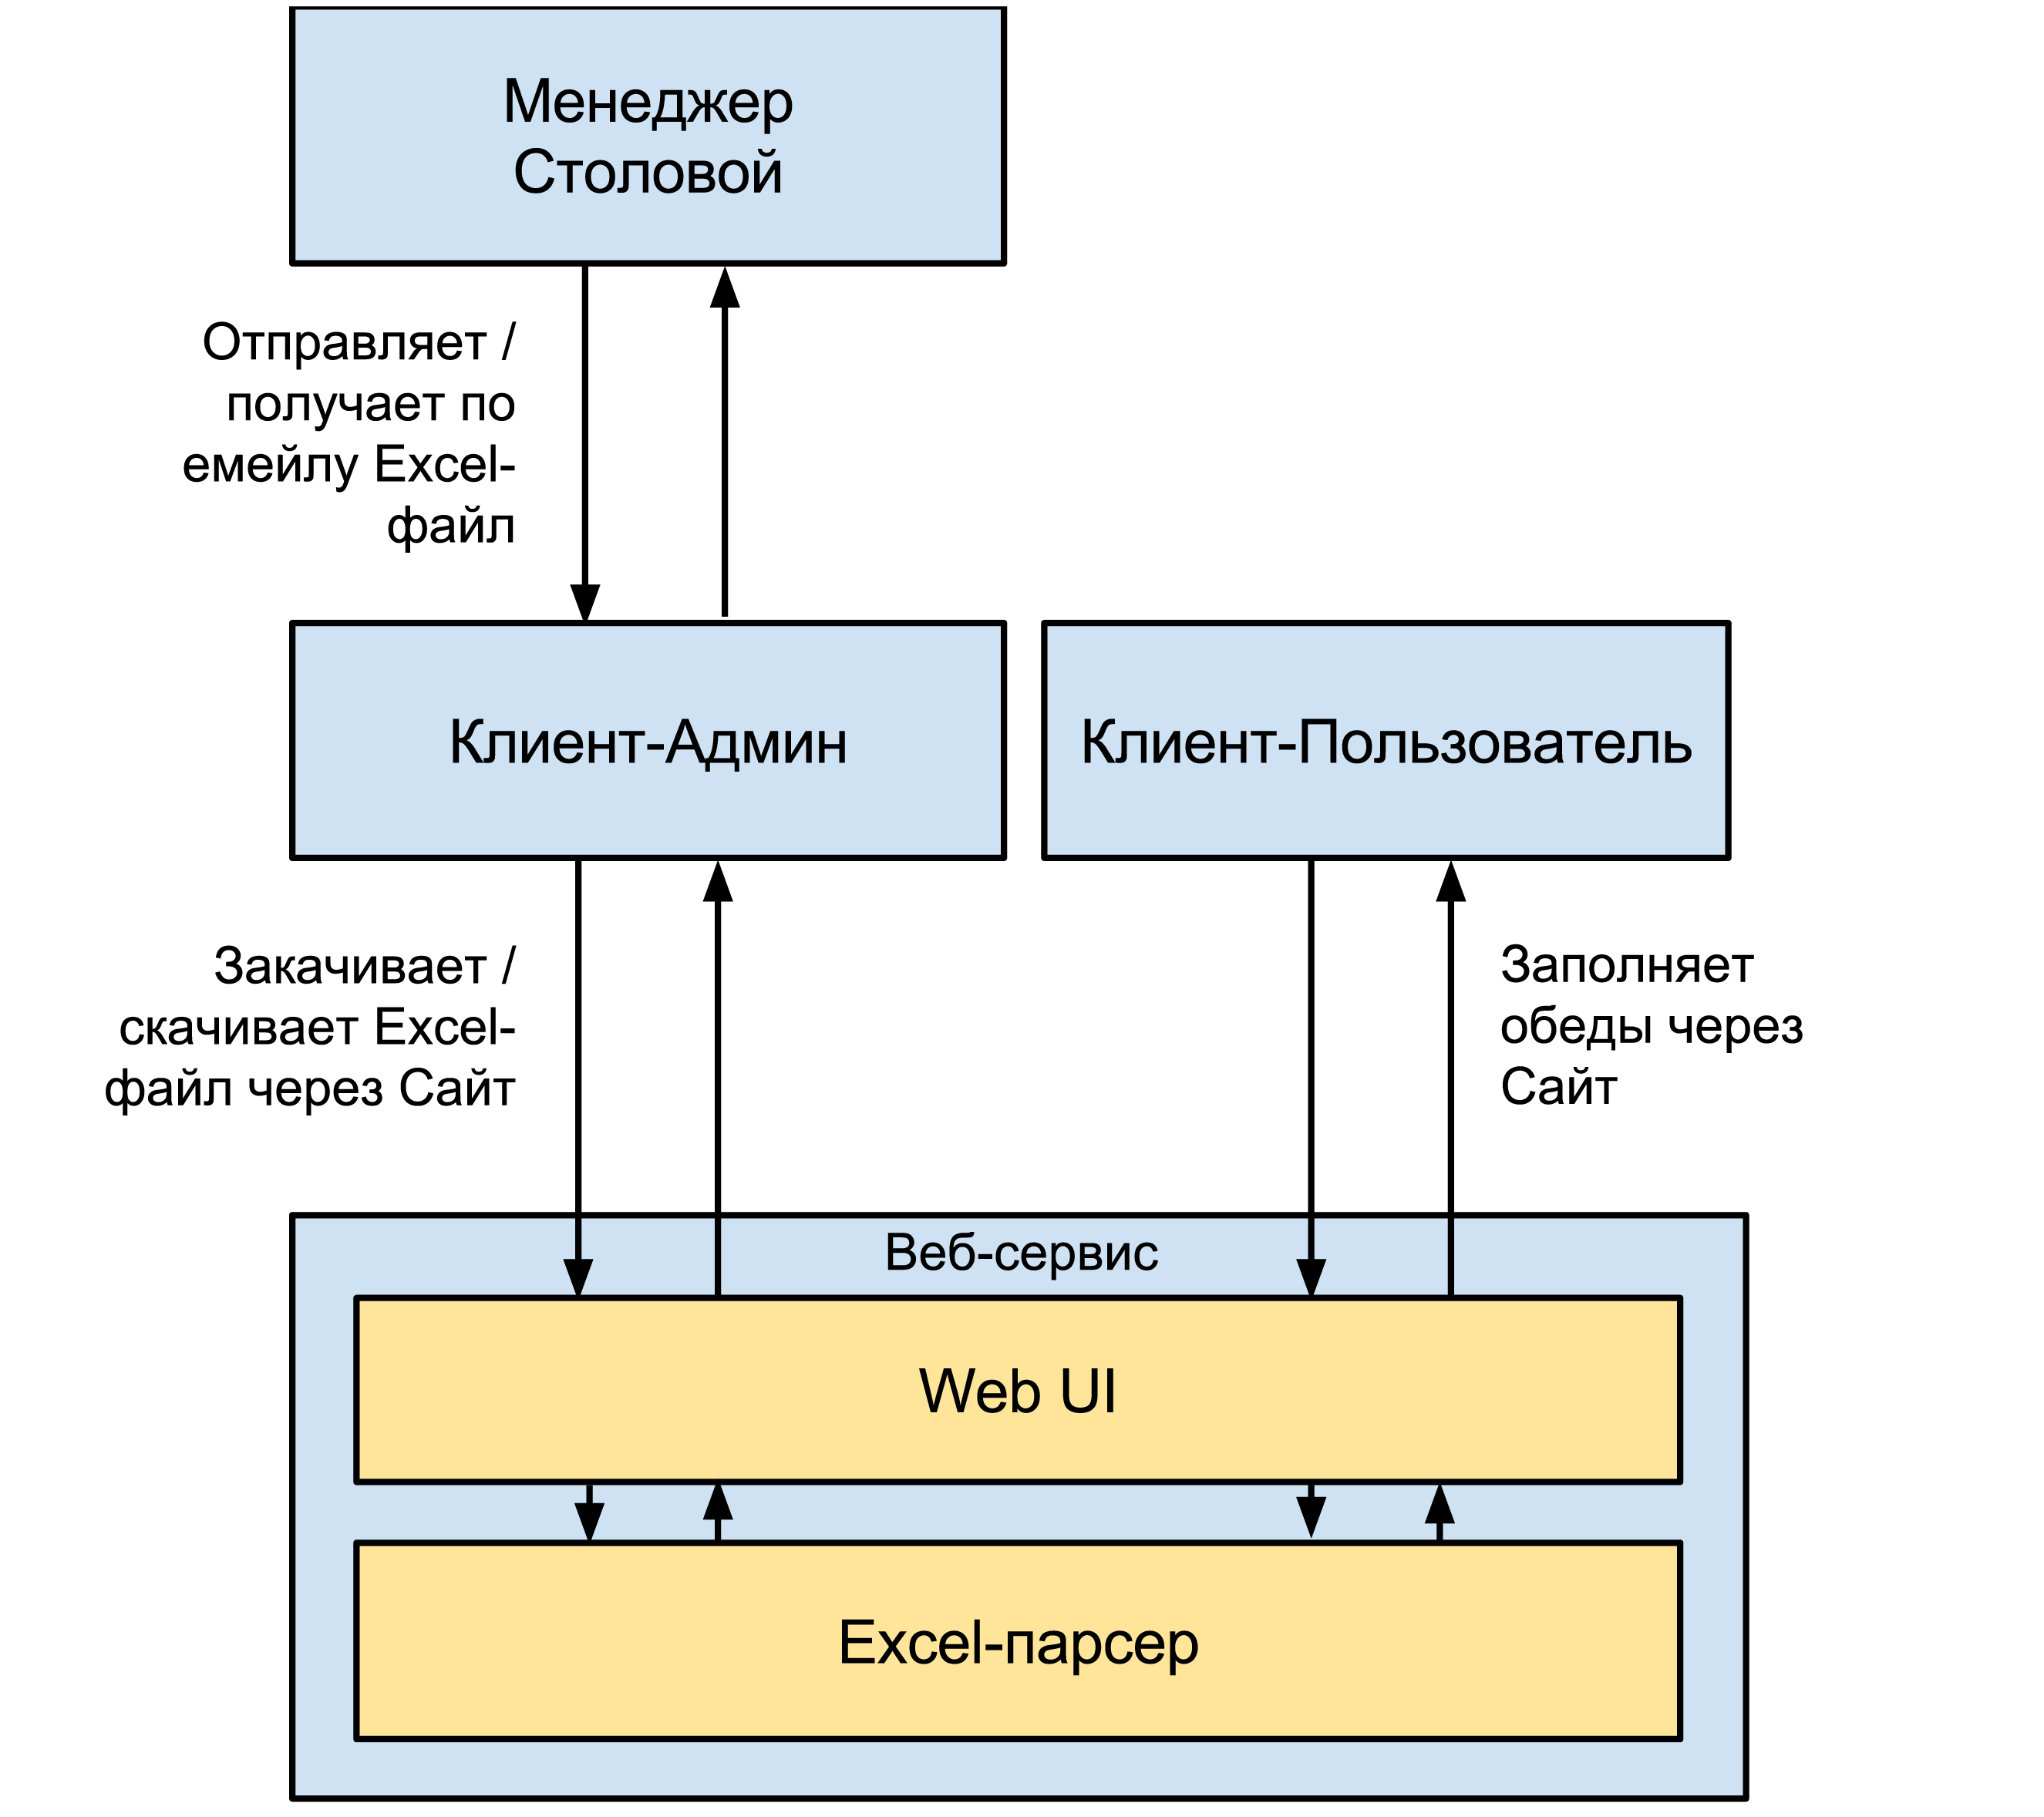 Менеджер
Столовой
Отправляет /
получает по
емейлу Excel-
файл
Клиент-Админ
Клиент-Пользователь
Закачивает /
скачивает Excel-
файл через Сайт
Заполняет
обеды через
Сайт
Веб-сервис
Web UI
Excel-парсер